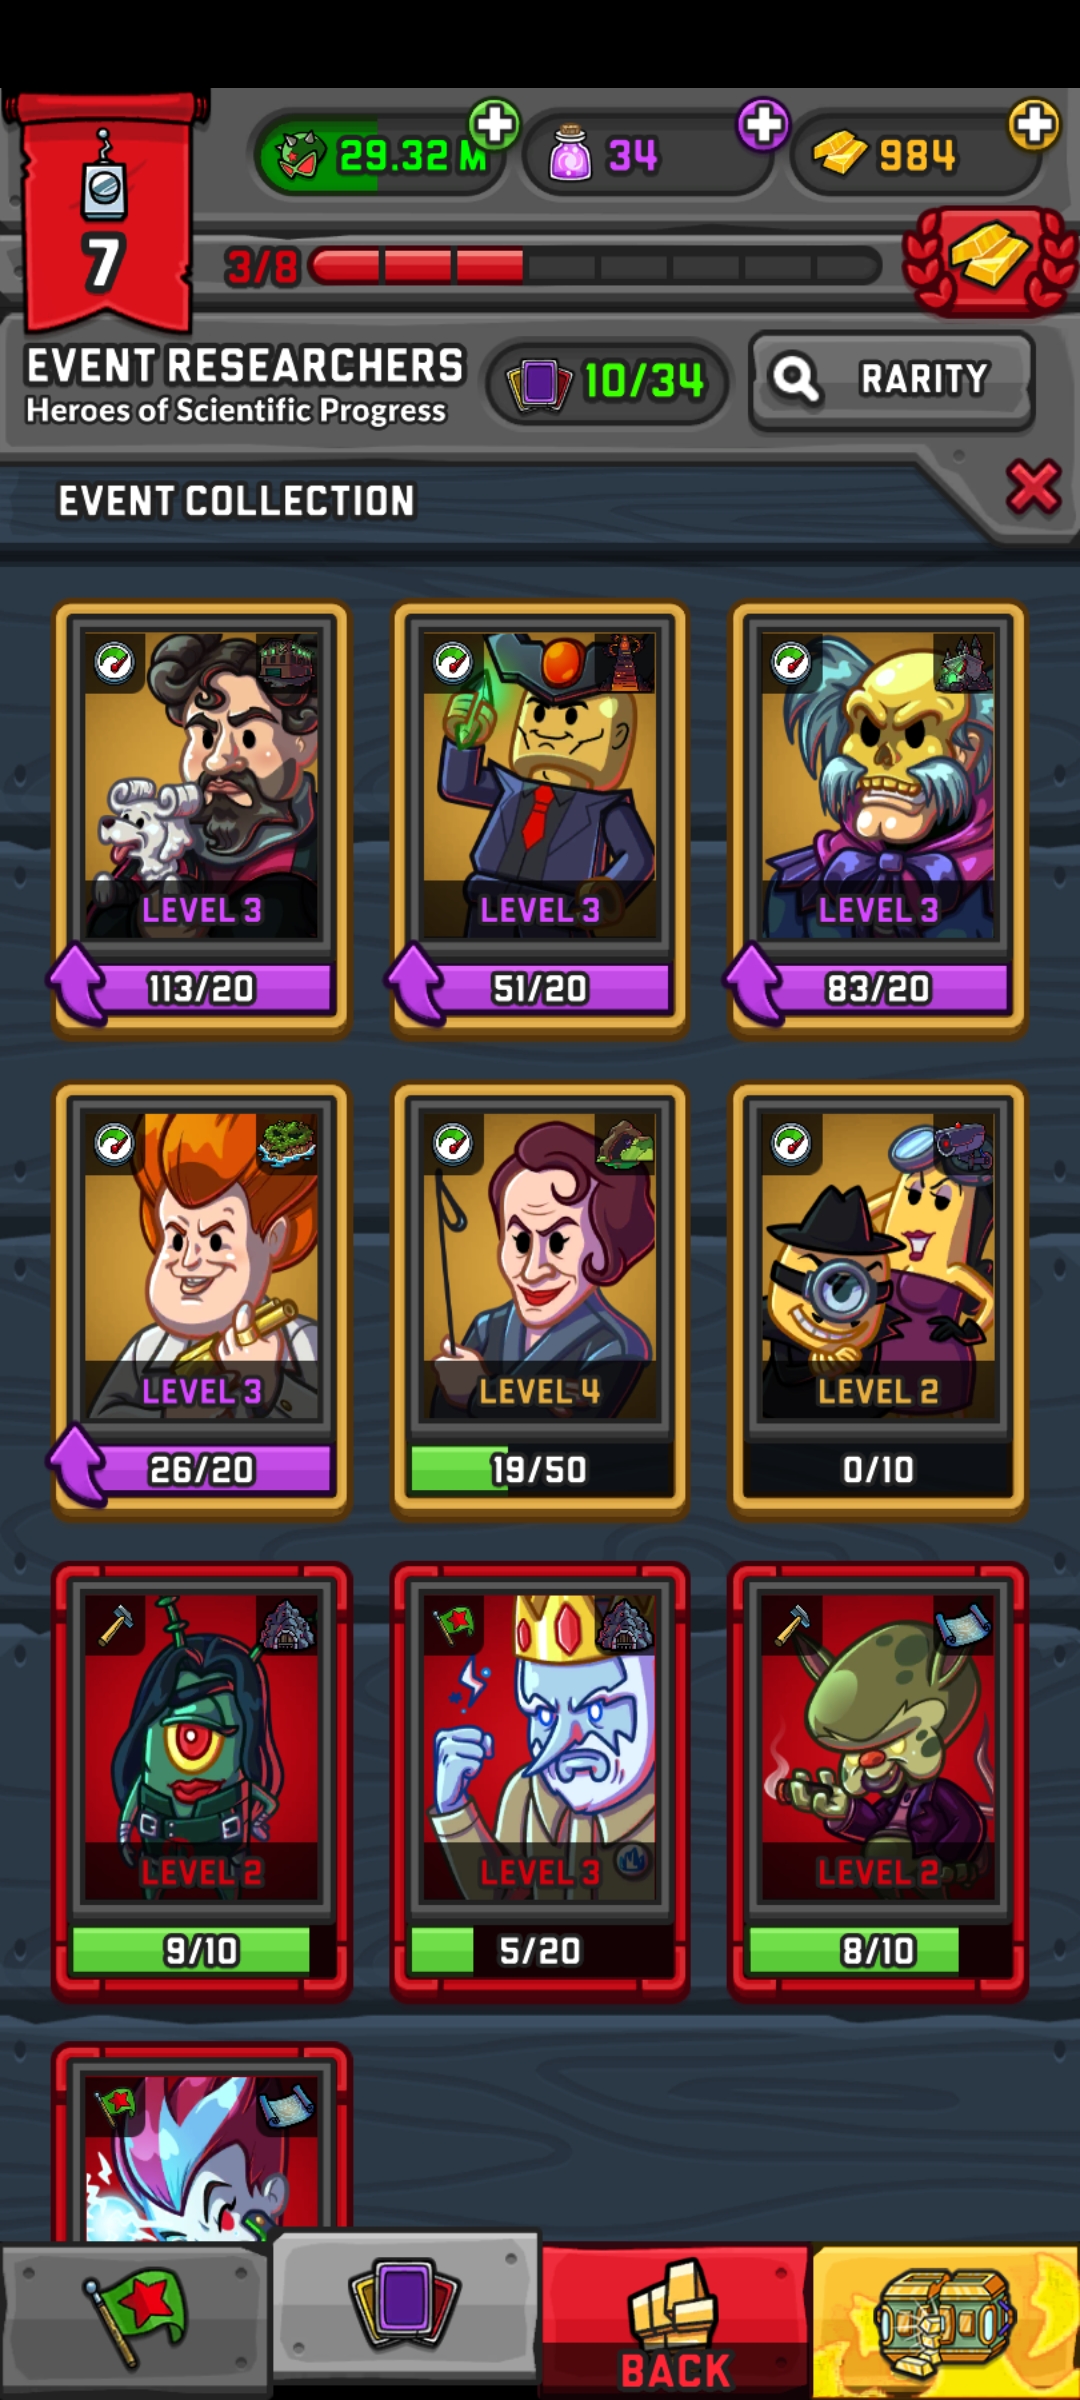 29.32 M
34
984
7
3/8
EVENT RESEARCHERS
Heroes of Scientific Progress
10/34
RARITY
EVENT COLLECTION
LEVEL 3
LEVEL 3
LEVEL 3
113/20
51/20
83/20
LEVEL 3
LEVEL 4
LEVEL 2
26/20
19/50
0/10
LEVEL 2
LEVEL 3
LEVEL 2
9/10
5/20
8/10
BACK